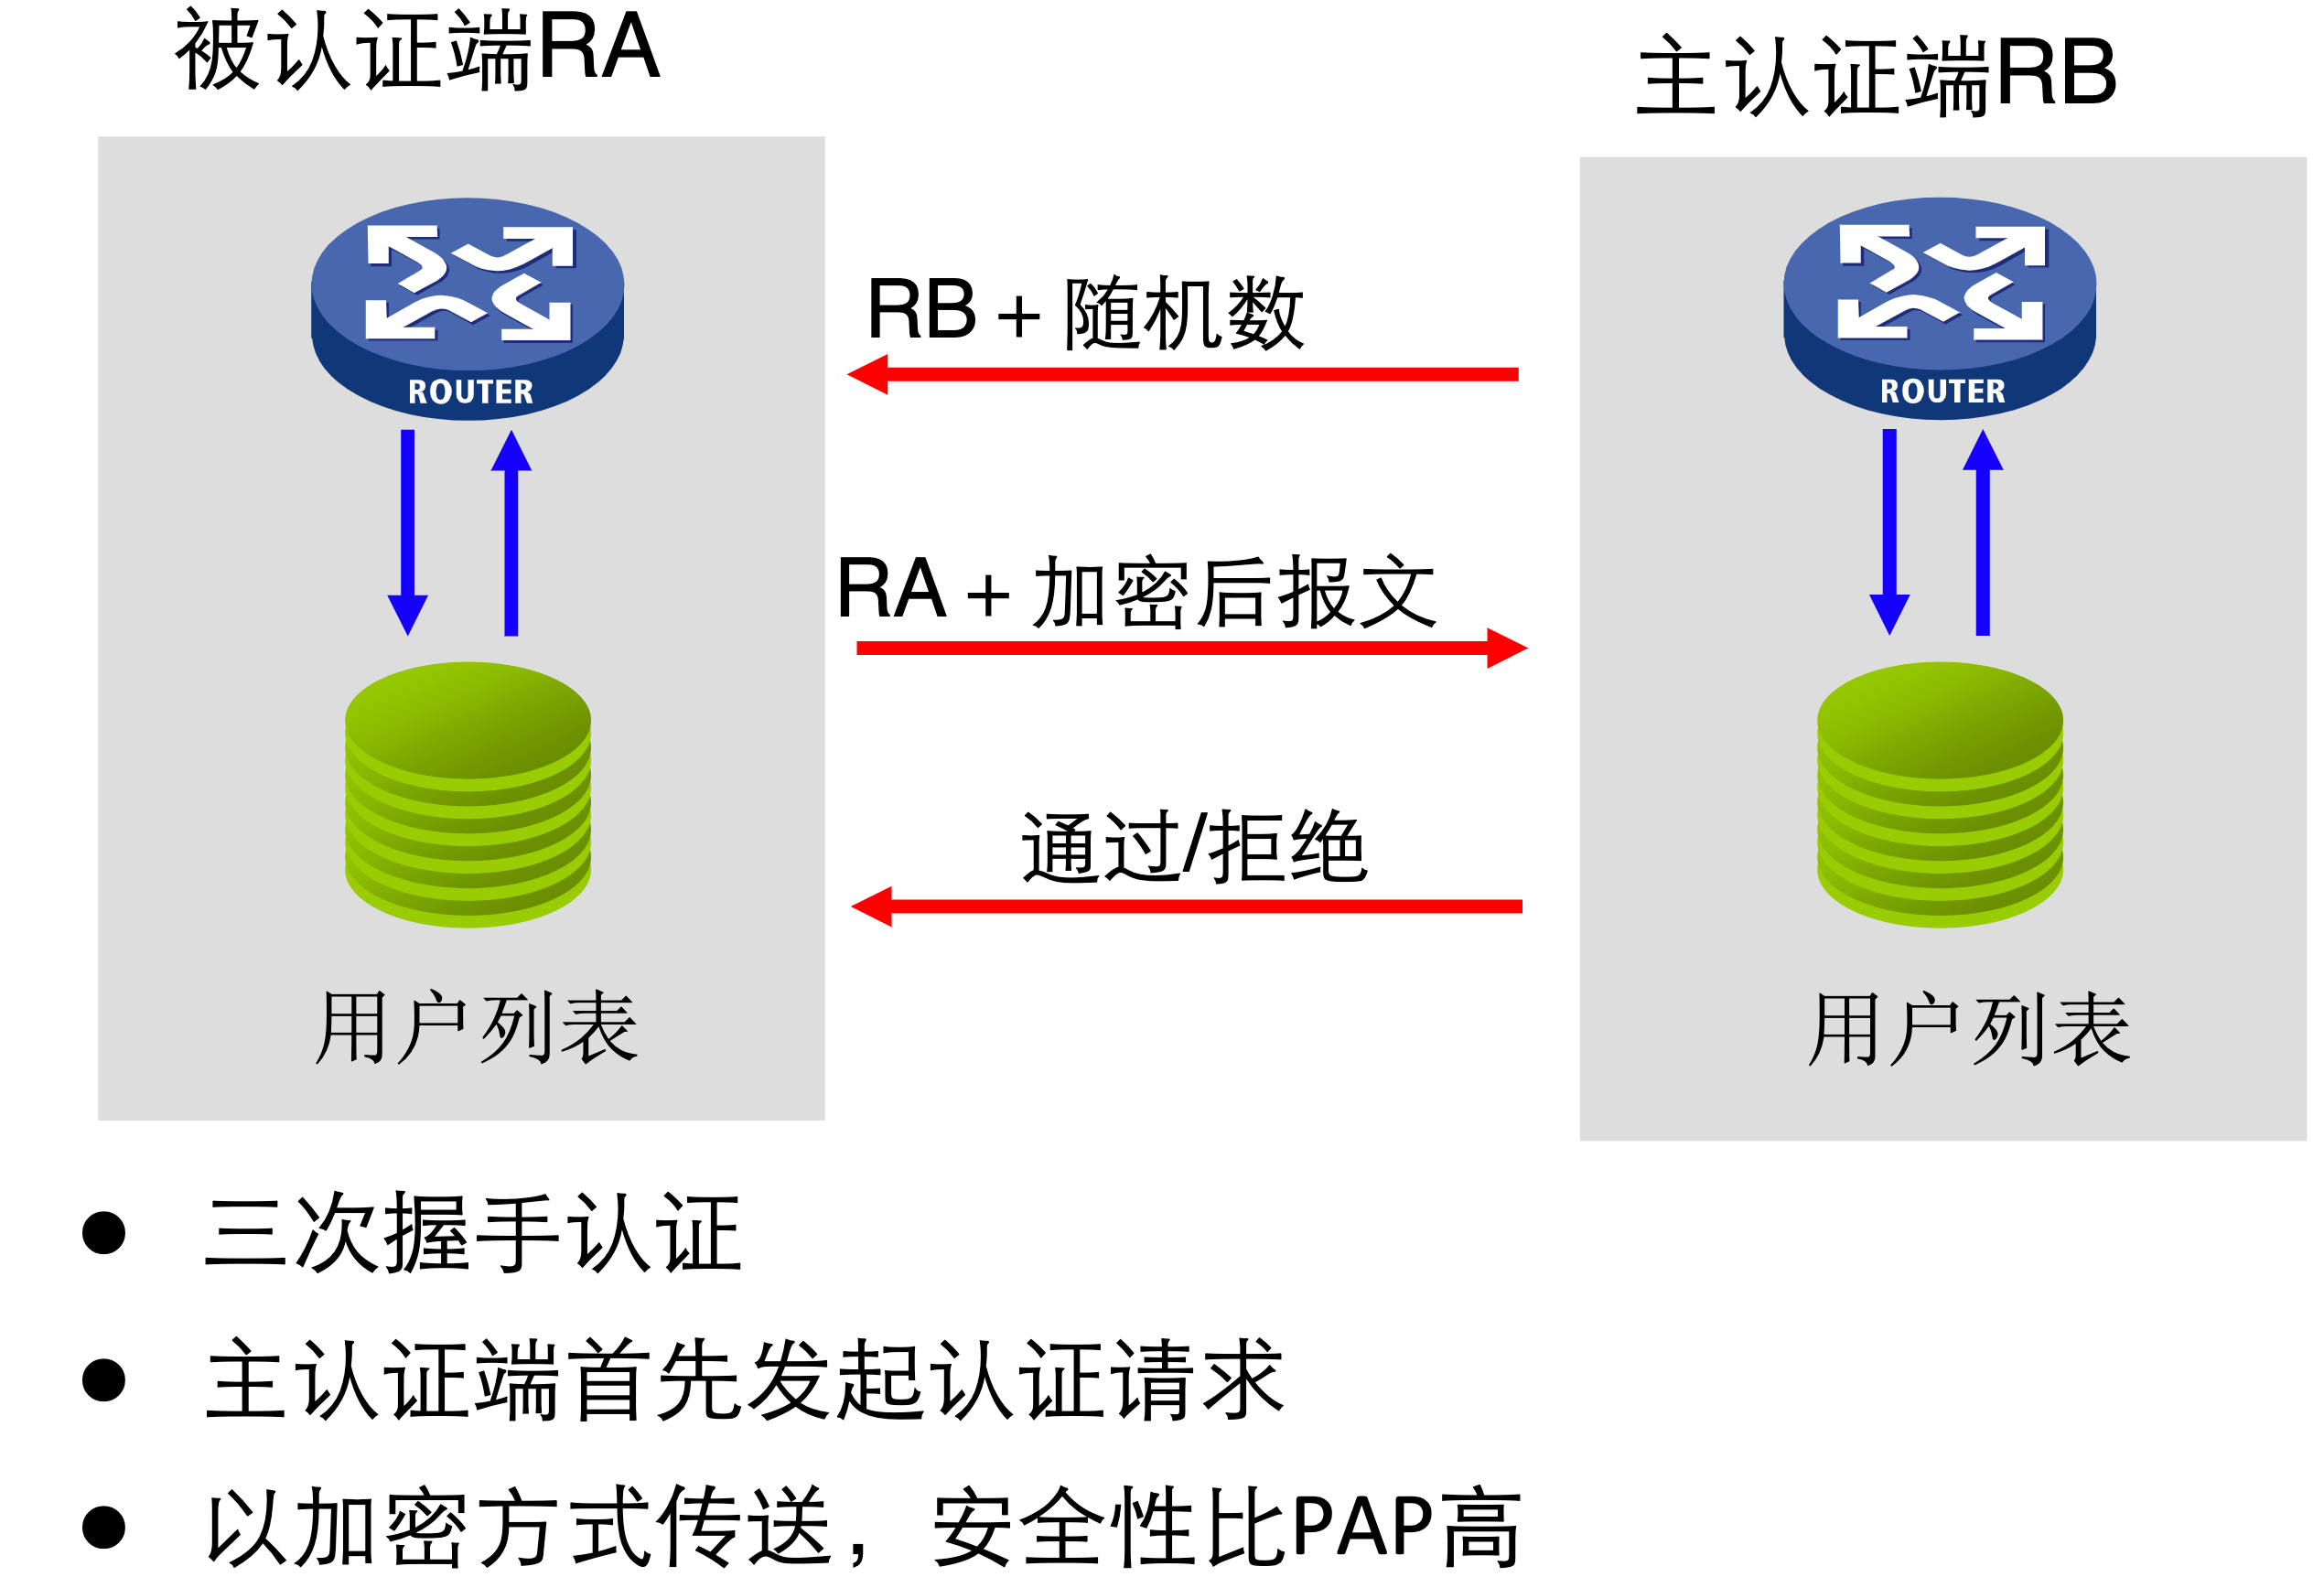 被认证端RA
主认证端RB
RB + 随机数
ROUTER
ROUTER
RA + 加密后报文
通过/拒绝
用户列表
用户列表
● 三次握手认证
● 主认证端首先发起认证请求
● 以加密方式传送，安全性比PAP高